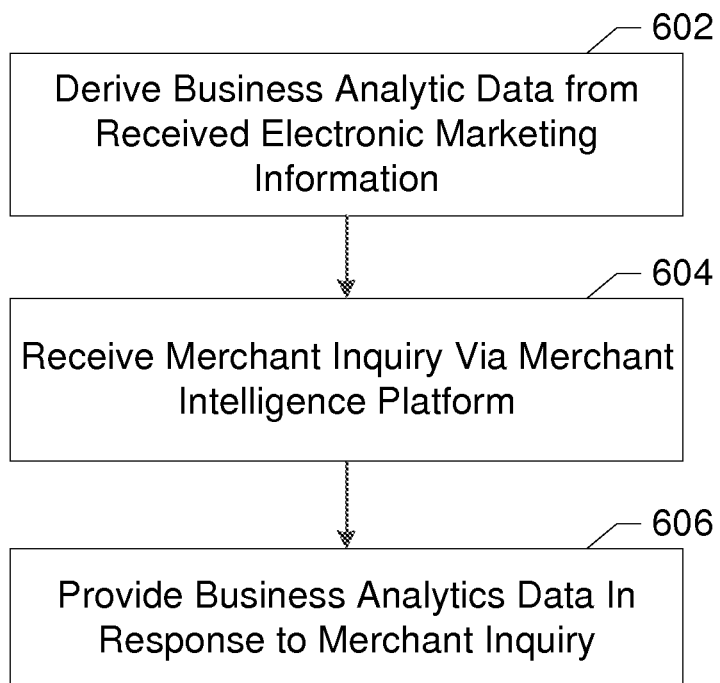 602
Derive Business Analytic Data from
Received Electronic Marketing
Information
604
Receive Merchant Inquiry Via Merchant
Intelligence Platform
606
Provide Business Analytics Data In
Response to Merchant Inquiry